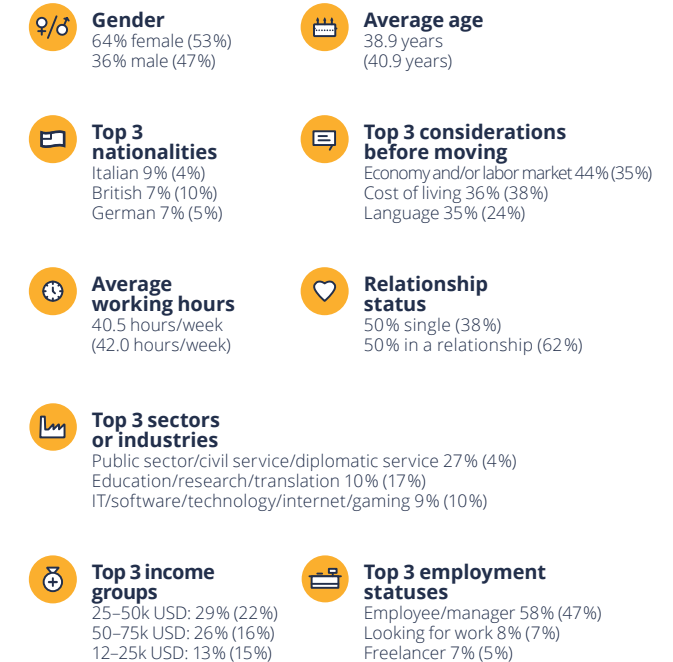 Gender
64% female (53%)
36% male (47%)
Average age
38.9 years
(40.9 years)
Top 3
nationalities
Italian 9% (4%)
British 7% (10%)
German 7% (5%)
Top 3 considerations
before moving
Economy and/or labor market 44% (35%)
Cost of living 36% (38%)
Language 35% (24%)
Average
working hours
40.5 hours/week
(42.0 hours/week)
Relationship
status
50% single (38%)
50% in a relationship (62%)
Top 3 sectors
or industries
Public sector/civil service/diplomatic service 27% (4%)
Education/research/translation 10% (17%)
IT/software/technology/internet/gaming 9% (10%)
Top 3 income
groups
25–50k USD: 29% (22%)
50–75k USD: 26% (16%)
12–25k USD: 13% (15%)
Top 3 employment
statuses
Employee/manager 58% (47%)
Looking for work 8% (7%)
Freelancer 7% (5%)